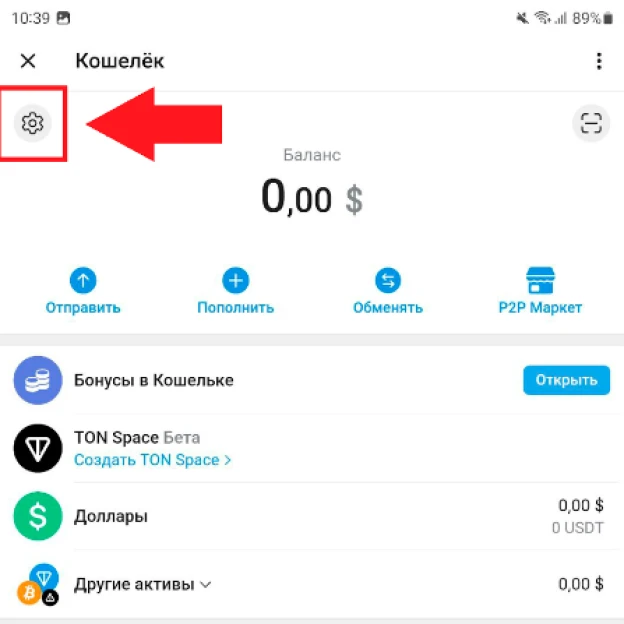 10:39 89%
Кошелёк
Баланс
0,00 $
Отправить Пополнить Обменять P2P Маркет
Бонусы в Кошельке Открыть
TON Space Бета
Создать TON Space >
Доллары 0,00 $
0 USDT
Другие активы 0,00 $